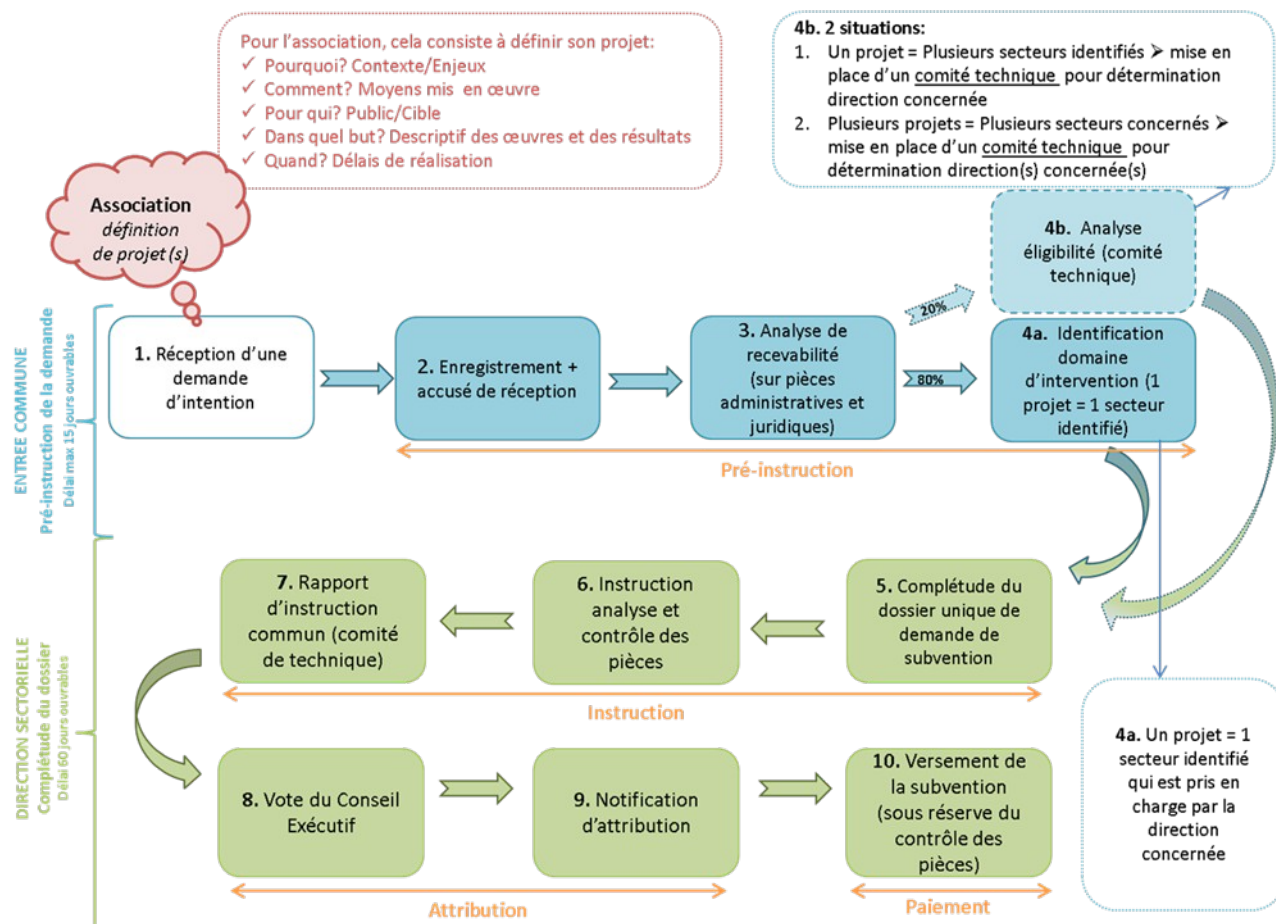 Pour l'association, cela consiste à définir son projet:
✓ Pourquoi? Contexte/Enjeux
✓ Comment? Moyens mis en œuvre
✓ Pour qui? Public/Cible
✓ Dans quel but? Descriptif des œuvres et des résultats
✓ Quand? Délais de réalisation
4b. 2 situations:
1. Un projet = Plusieurs secteurs identifiés ➢ mise en
place d'un comité technique pour détermination
direction concernée
2. Plusieurs projets = Plusieurs secteurs concernés ➢
mise en place d'un comité technique pour
détermination direction(s) concernée(s)
Association
définition
de projet (s)
4b. Analyse
éligibilité (comité
technique)
20%
ENTREE COMMUNE
Pré-instruction de la demande
Délai max 15 jours ouvrables
1. Réception d'une
demande
d'intention
2. Enregistrement +
accusé de réception
3. Analyse de
recevabilité
(sur pièces
administratives et
juridiques)
80%
4a. Identification
domaine
d'intervention (1
projet = 1 secteur
identifié)
Pré-instruction
DIRECTION SECTORIELLE
Complétude du dossier
Délai 60 jours ouvrables
7. Rapport
d'instruction
commun (comité
de technique)
6. Instruction
analyse et
contrôle des
pièces
5. Complétude du
dossier unique de
demande de
subvention
Instruction
8. Vote du Conseil
Exécutif
9. Notification
d'attribution
10. Versement de
la subvention
(sous réserve du
contrôle des
pièces)
Attribution
Paiement
4a. Un projet = 1
secteur identifié
qui est pris en
charge par la
direction
concernée